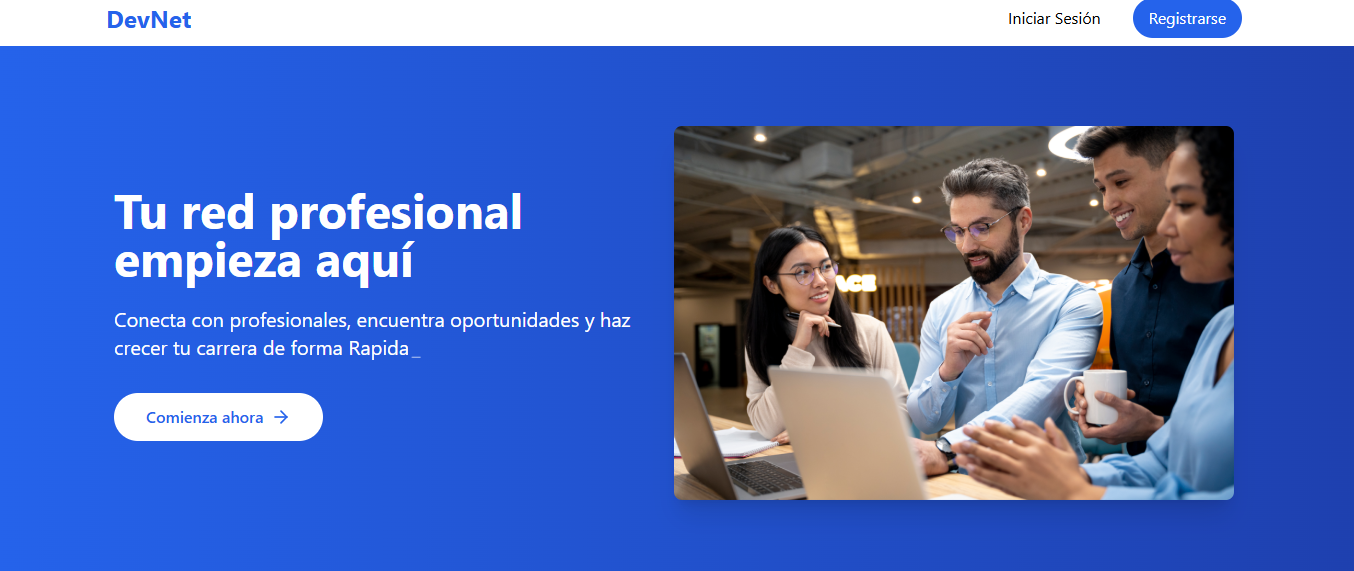 DevNet
Iniciar Sesión
Registrarse
Tu red profesional
empieza aquí
Conecta con profesionales, encuentra oportunidades y haz
crecer tu carrera de forma Rapida_
Comienza ahora →
ACE